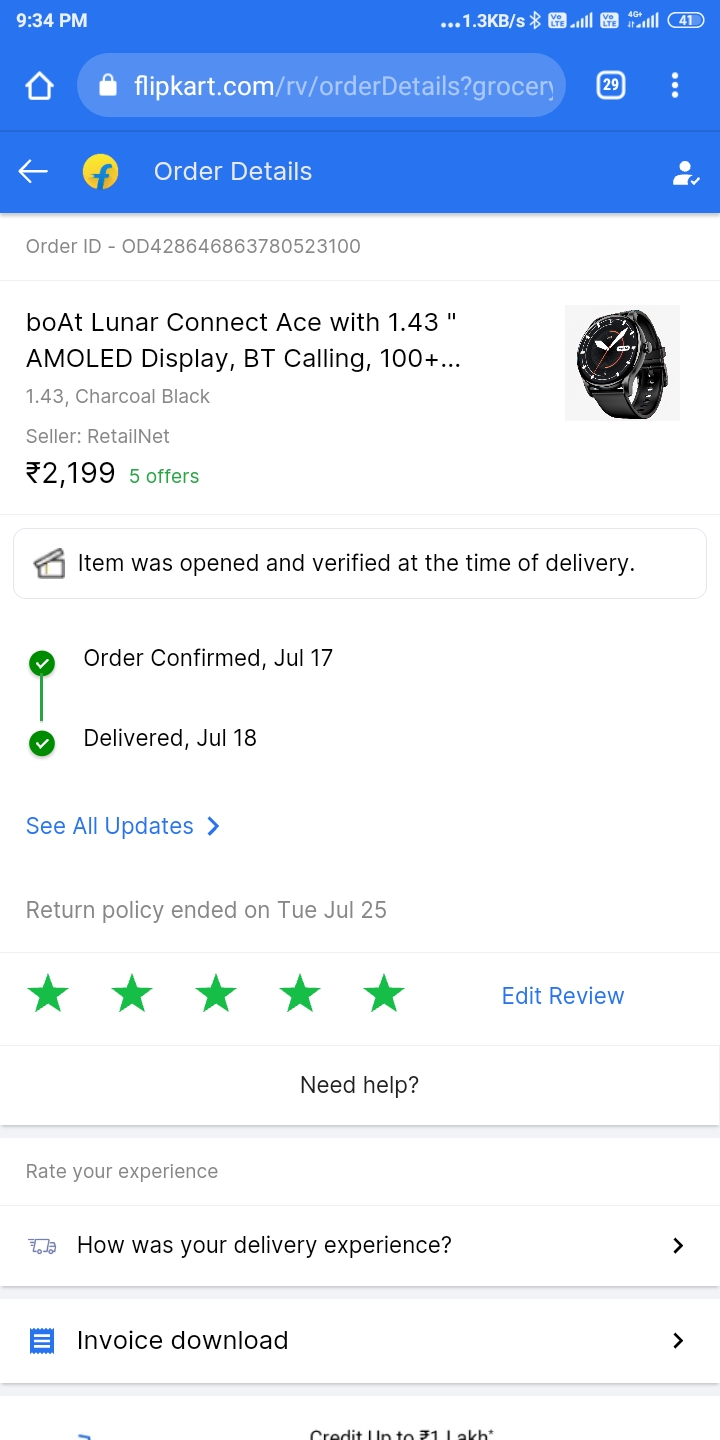 9:34 PM
...1.3KB/s Vo LTE Vo LTE 4G+ 41
flipkart.com/rv/orderDetails?grocery
29
Order Details
Order ID - OD428646863780523100
boAt Lunar Connect Ace with 1.43 "
AMOLED Display, BT Calling, 100+...
1.43, Charcoal Black
Seller: RetailNet
₹2,199 5 offers
Item was opened and verified at the time of delivery.
Order Confirmed, Jul 17
Delivered, Jul 18
See All Updates
Return policy ended on Tue Jul 25
Edit Review
Need help?
Rate your experience
How was your delivery experience?
Invoice download
Credit Up to ₹1 Lakh*